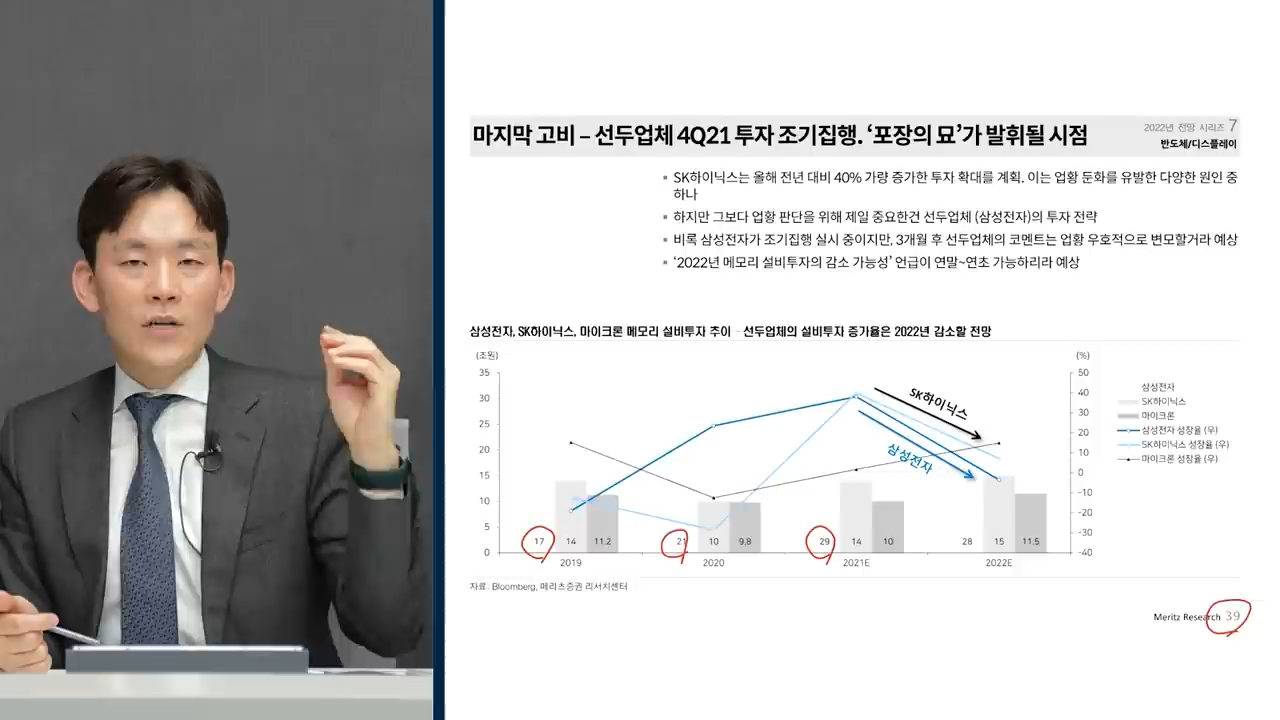 마지막 고비 – 선두업체 4Q21 투자 조기집행. ‘포장의 묘’가 발휘될 시점
2022년 전망 시리즈 7
반도체/디스플레이
▪ SK하이닉스는 올해 전년 대비 40% 가량 증가한 투자 확대를 계획. 이는 업황 둔화를 유발한 다양한 원인 중
하나
▪ 하지만 그보다 업황 판단을 위해 제일 중요한건 선두업체 (삼성전자)의 투자 전략
▪ 비록 삼성전자가 조기집행 실시 중이지만, 3개월 후 선두업체의 코멘트는 업황 우호적으로 변모할거라 예상
▪ ‘2022년 메모리 설비투자의 감소 가능성’ 언급이 연말~연초 가능하리라 예상
삼성전자, SK하이닉스, 마이크론 메모리 설비투자 추이 – 선두업체의 설비투자 증가율은 2022년 감소할 전망
(조원)
(%)
35
30
25
20
15
10
5
0
50
40
30
20
10
0
-10
-20
-30
-40
SK하이닉스
삼성전자
17 14 11.2
21 10 9.8
29 14 10
28 15 11.5
2019 2020 2021E 2022E
삼성전자
SK하이닉스
마이크론
삼성전자 성장율 (우)
SK하이닉스 성장율 (우)
마이크론 성장율 (우)
자료: Bloomberg, 메리츠증권 리서치센터
Meritz Research 39